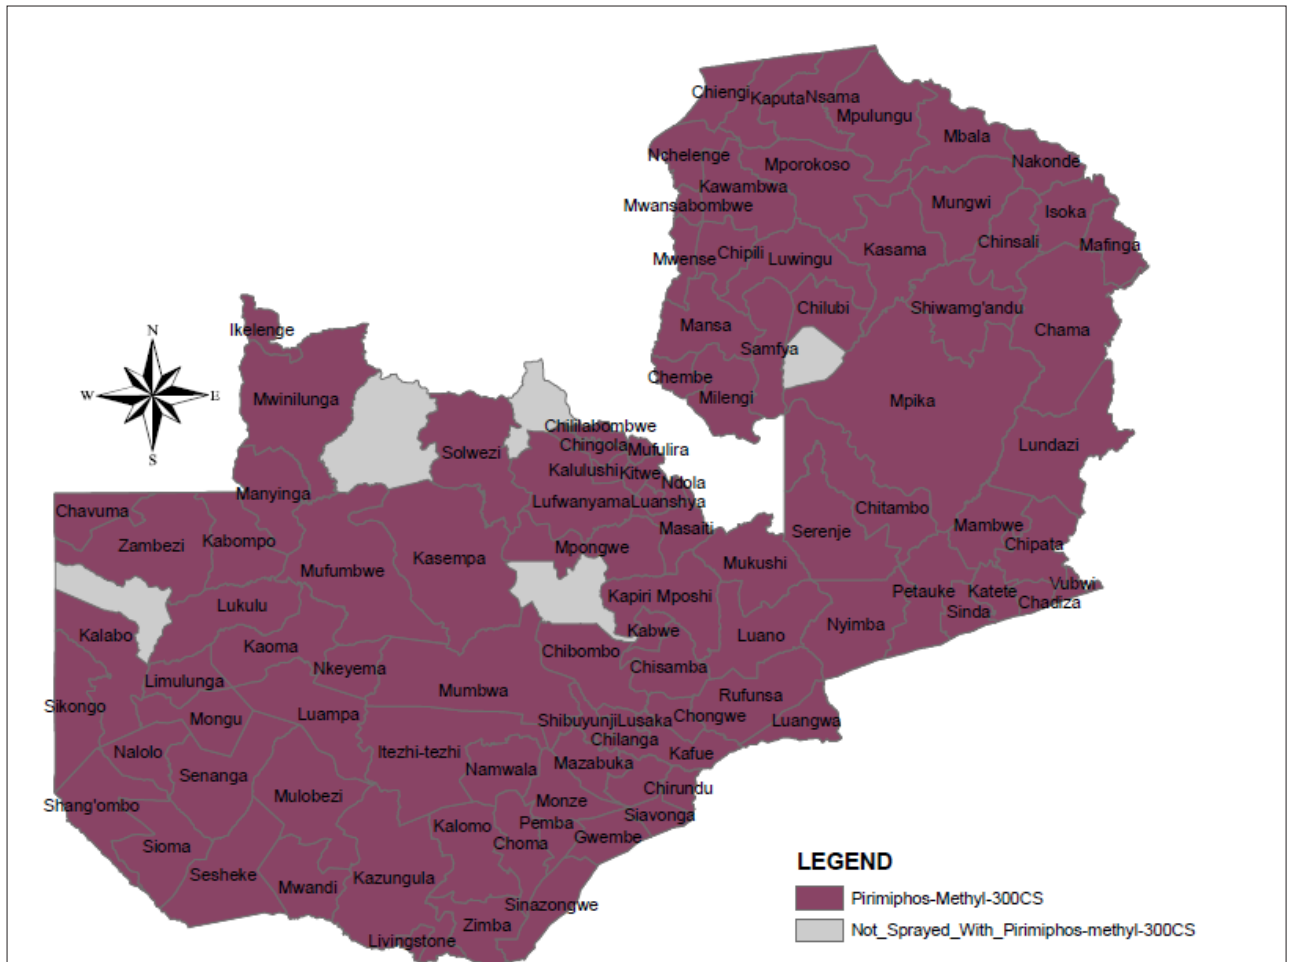 Chiengi
Kaputa
Nsama
Mpulungu
Mbala
Nakonde
Nchelenge
Mporokoso
Kawambwa
Mwansabombwe
Mungwi
Isoka
Chinsali
Mafinga
Mwense
Chipili
Luwingu
Kasama
Chilubi
Shiwamg'andu
Mansa
Chama
Samfya
Ikelenge
Chembe
Milengi
Mpika
Mwinilunga
N
W
E
S
Chililabombwe
Chingola
Mufulira
Lundazi
Solwezi
Kalulushi
Kitwe
Ndola
Manyinga
Lufwanyama
Luanshya
Chavuma
Chitambo
Masaiti
Serenje
Mambwe
Zambezi
Kabompo
Mpongwe
Chipata
Kasempa
Mufumbwe
Mukushi
Vubwi
Petauke
Katete
Chadiza
Kapiri Mposhi
Lukulu
Sinda
Kalabo
Kabwe
Luano
Nyimba
Kaoma
Chibombo
Nkeyema
Chisamba
Limulunga
Mumbwa
Rufunsa
Sikongo
Mongu
Luampa
Shibuyunji
Lusaka
Chongwe
Luangwa
Chilanga
Nalolo
Itezhi-tezhi
Kafue
Senanga
Namwala
Mazabuka
Mulobezi
Chirundu
Shang'ombo
Monze
Siavonga
Kalomo
Pemba
Gwembe
Sioma
Choma
Sesheke
Mwandi
Kazungula
Sinazongwe
Zimba
Livingstone
LEGEND
Pirimiphos-Methyl-300CS
Not_Sprayed_With_Pirimiphos-methyl-300CS